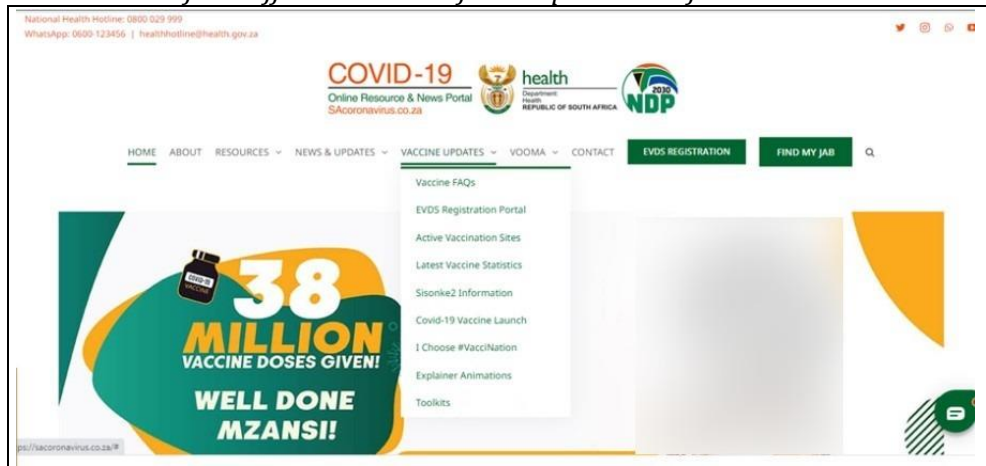 National Health Hotline: 0800 029 999
WhatsApp: 0600 123456 | healthhotline@health.gov.za
COVID-19
Online Resource & News Portal
SAcoronavirus.co.za
health
Department:
Health
REPUBLIC OF SOUTH AFRICA
2030
NDP
HOME ABOUT RESOURCES NEWS & UPDATES VACCINE UPDATES VOOMA CONTACT EVDS REGISTRATION FIND MY JAB
Vaccine FAQs
EVDS Registration Portal
Active Vaccination Sites
Latest Vaccine Statistics
Sisonke2 Information
Covid-19 Vaccine Launch
I Choose #VacciNation
Explainer Animations
Toolkits
COVID-19
VACCINE
38
MILLION
VACCINE DOSES GIVEN!
WELL DONE
MZANSI!
ps://sacoronavirus.co.za/#